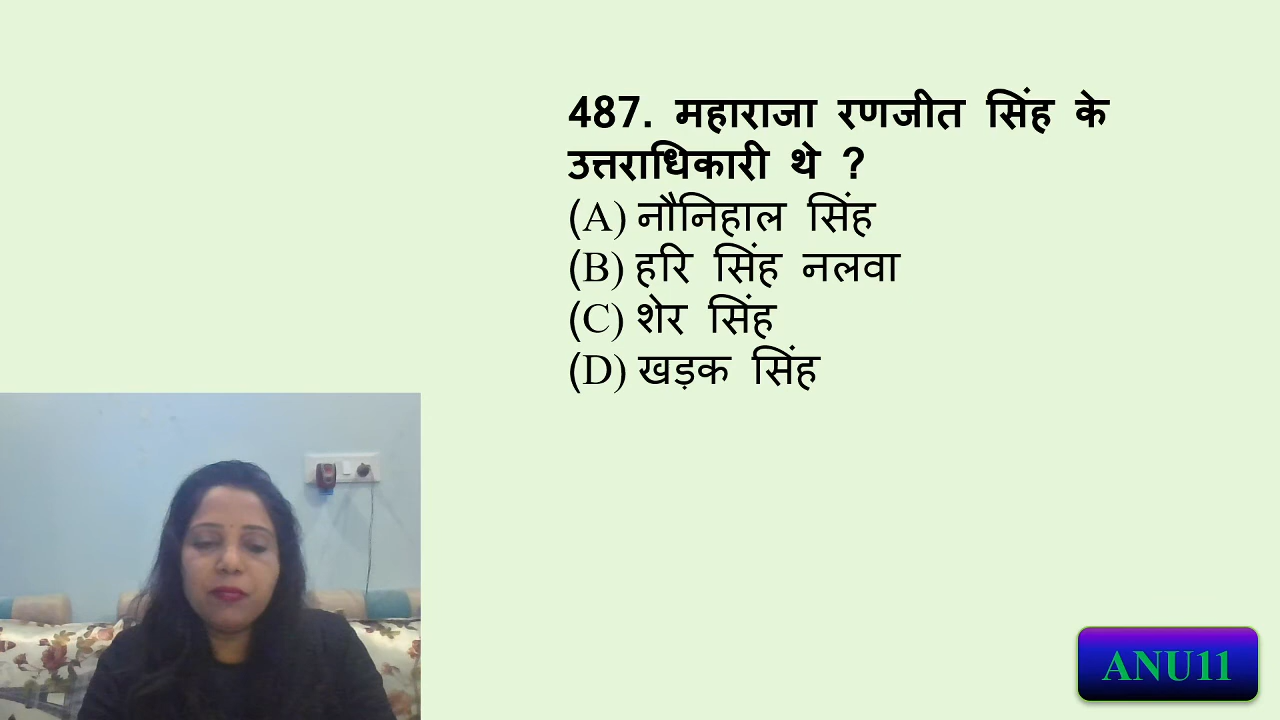 487. महाराजा रणजीत सिंह के
उत्तराधिकारी थे ?
(A) नौनिहाल सिंह
(B) हरि सिंह नलवा
(C) शेर सिंह
(D) खड़क सिंह
ANU11